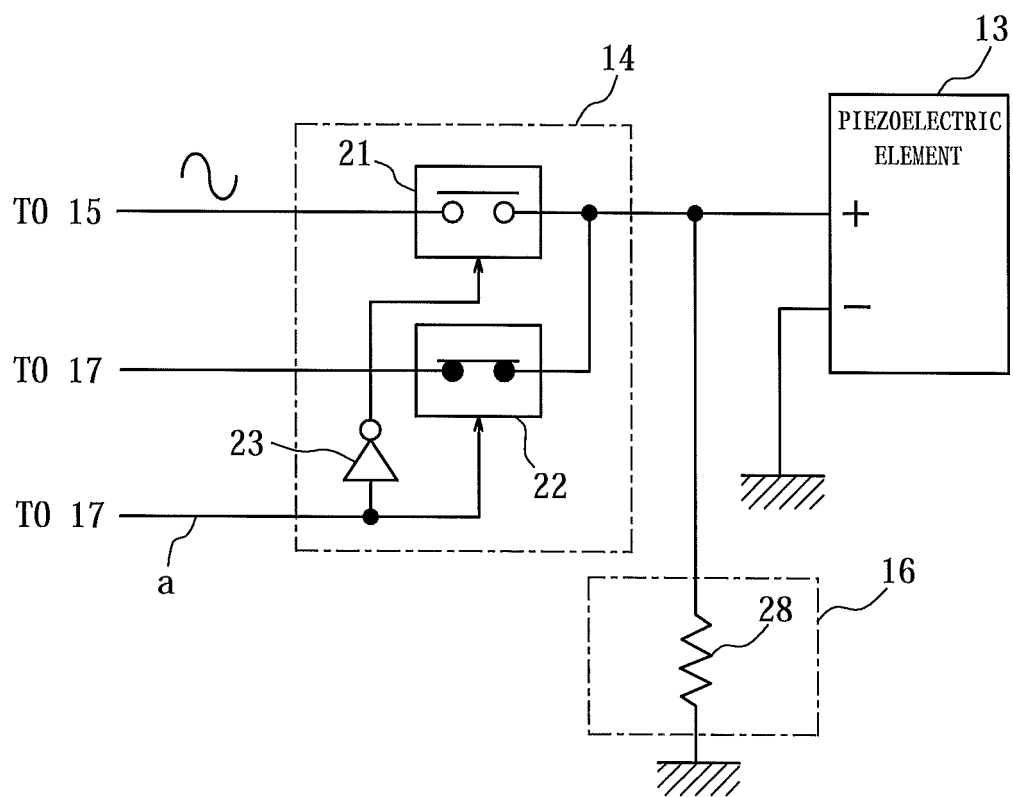 13
14
PIEZOELECTRIC
ELEMENT
21
TO 15
+
−
TO 17
23
22
TO 17
a
16
28